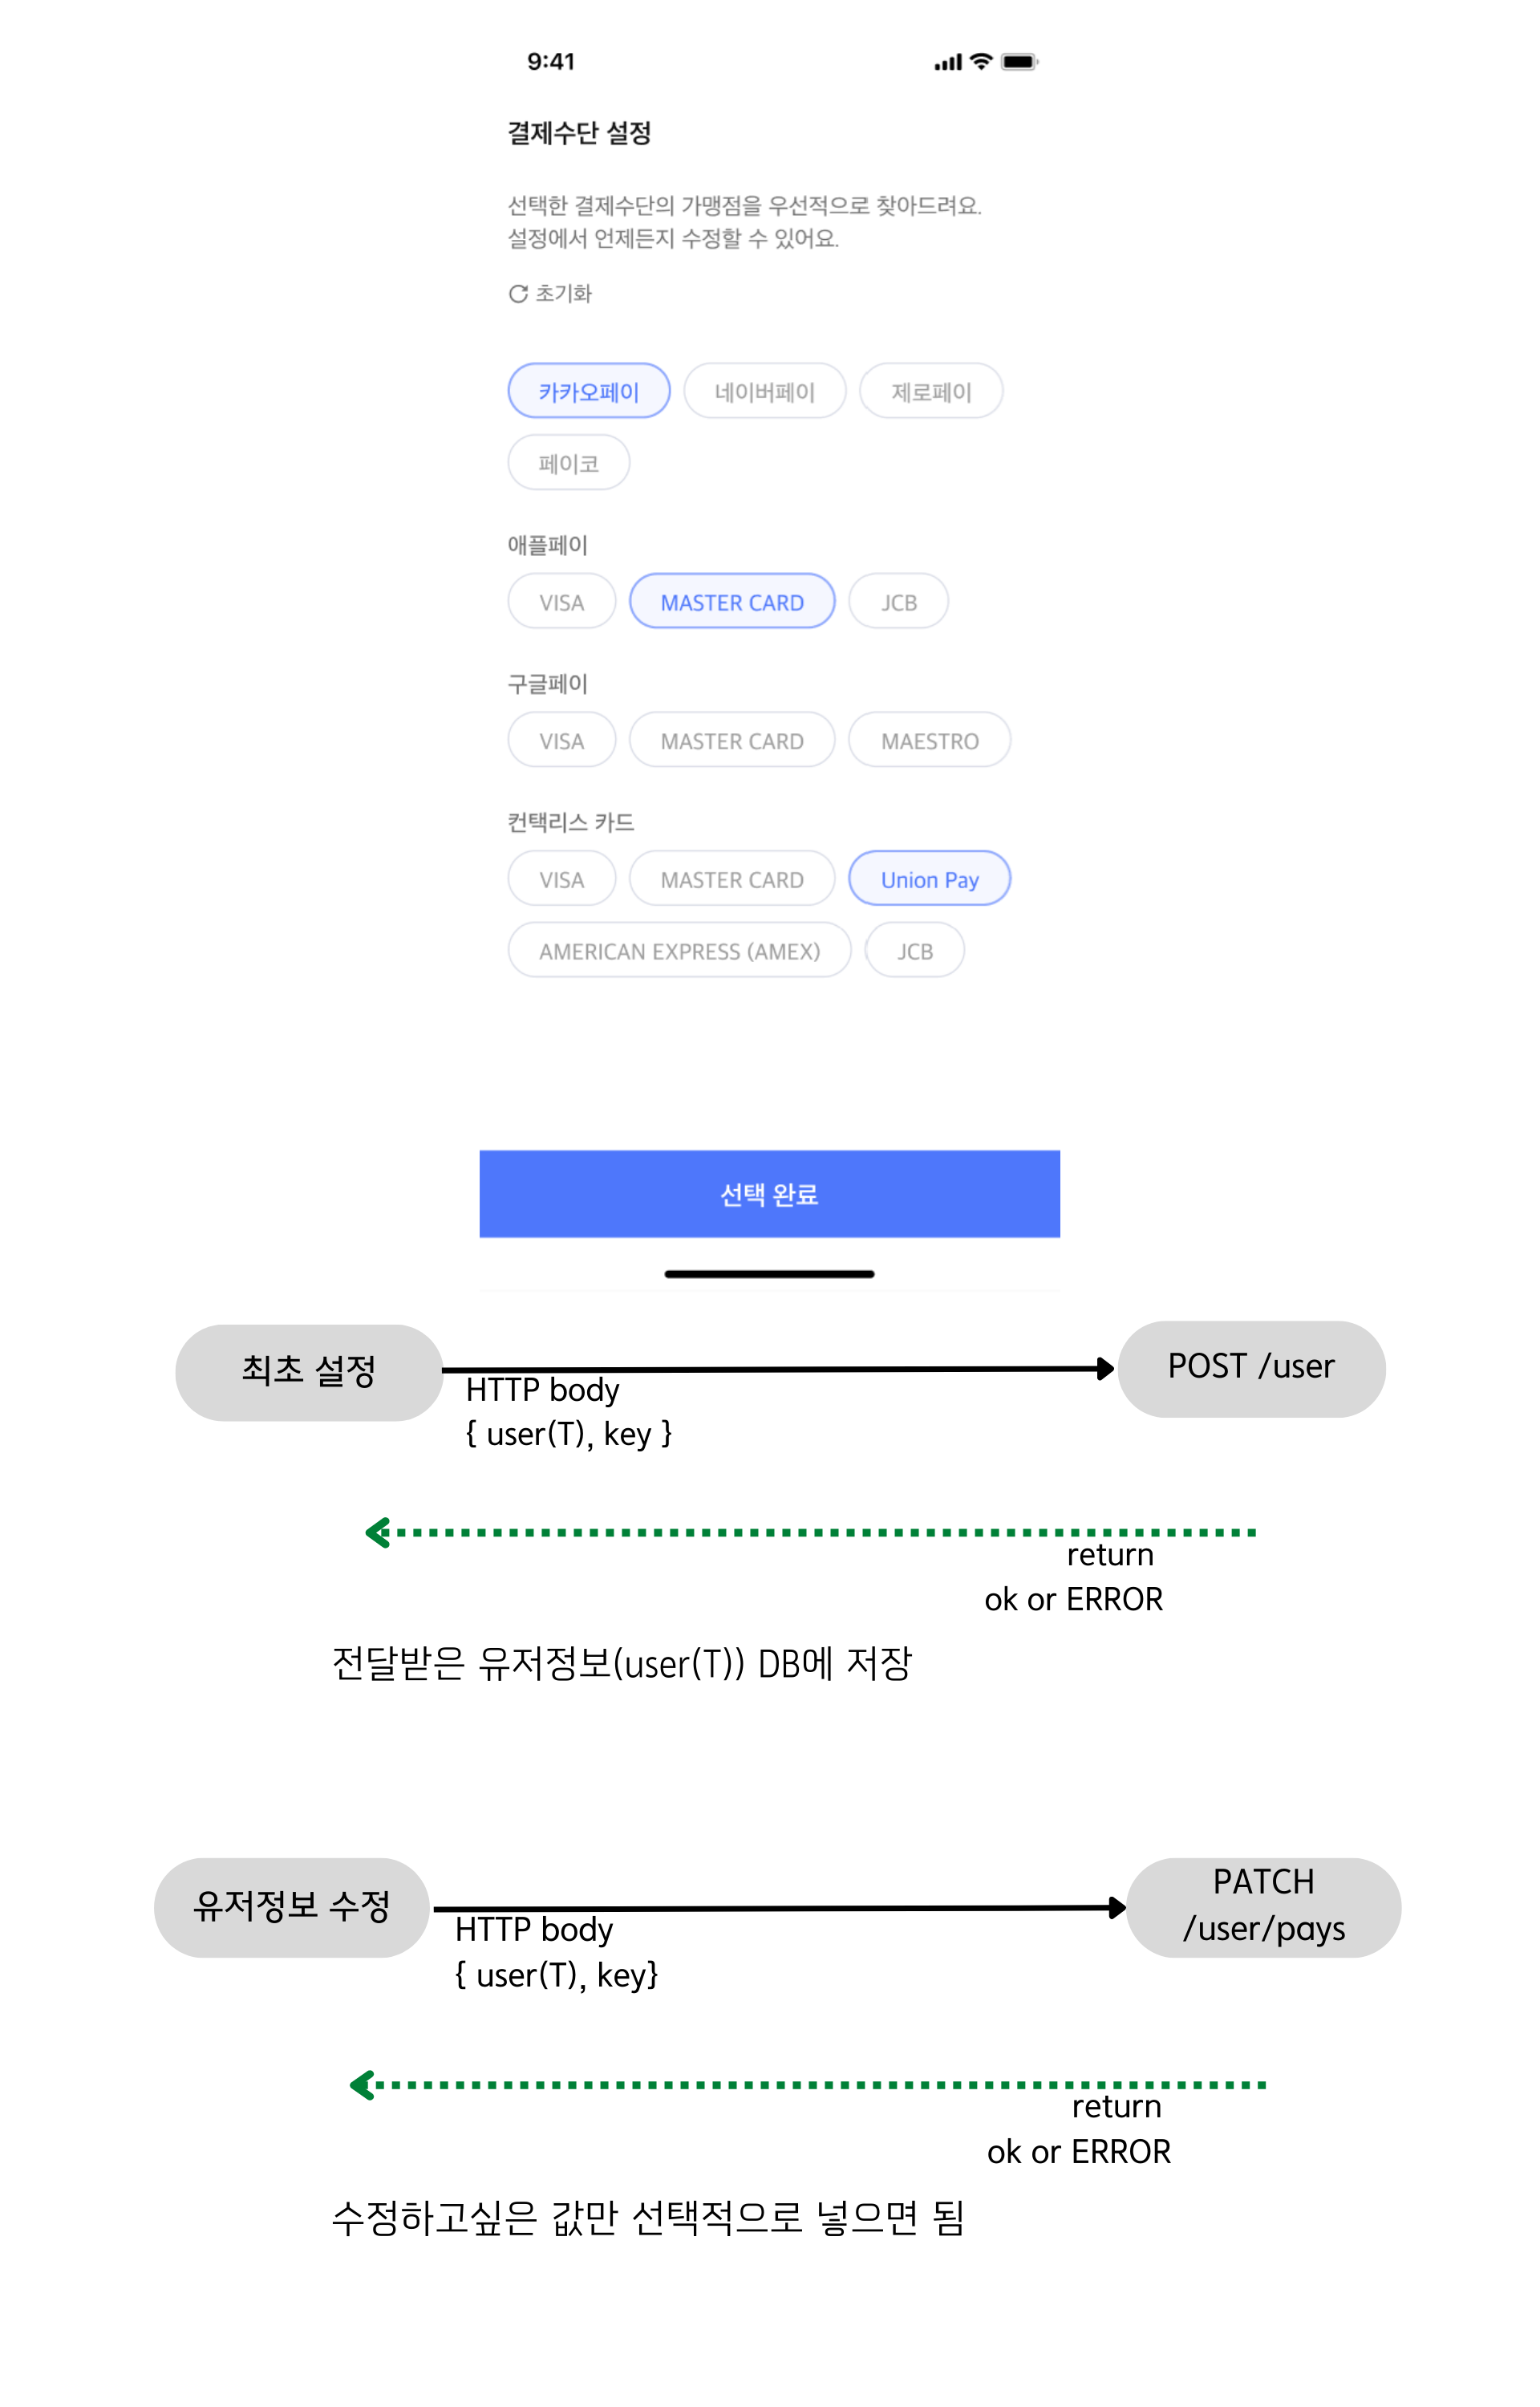 9:41
결제수단 설정
선택한 결제수단의 가맹점을 우선적으로 찾아드려요.
설정에서 언제든지 수정할 수 있어요.
초기화
카카오페이 네이버페이 제로페이
페이코
애플페이
VISA MASTER CARD JCB
구글페이
VISA MASTER CARD MAESTRO
컨택리스 카드
VISA MASTER CARD Union Pay
AMERICAN EXPRESS (AMEX) JCB
선택 완료
최초 설정
HTTP body
{ user(T), key }
POST /user
return
ok or ERROR
전달받은 유저정보(user(T)) DB에 저장
유저정보 수정
HTTP body
{ user(T), key}
PATCH
/user/pays
return
ok or ERROR
수정하고싶은 값만 선택적으로 넣으면 됨